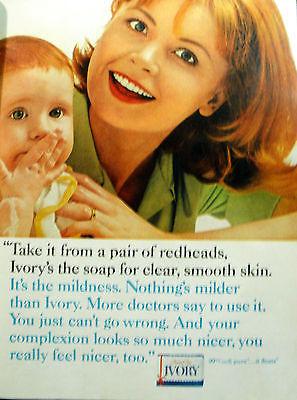 "Take it from a pair of redheads,
Ivory's the soap for clear, smooth skin.
It's the mildness. Nothing's milder
than Ivory. More doctors say to use it.
You just can't go wrong. And your
complexion looks so much nicer, you
really feel nicer, too."
IVORY